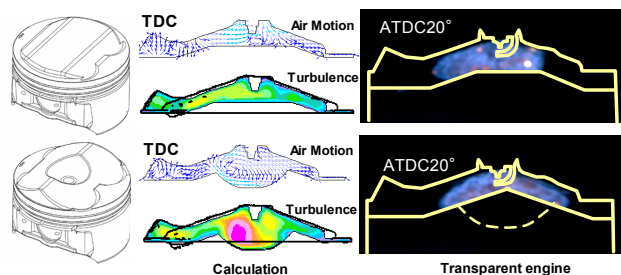 TDC
Air Motion
Turbulence
ATDC20°
TDC
Air Motion
Turbulence
ATDC20°
Calculation
Transparent engine